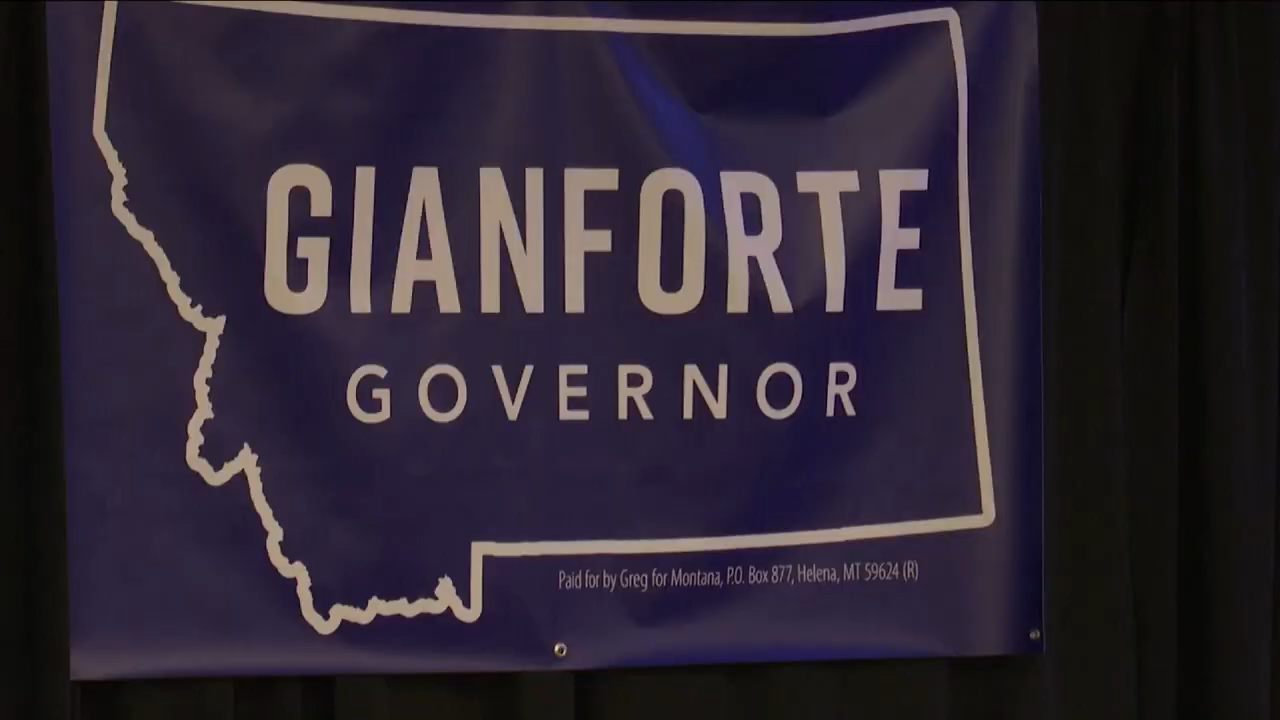 GIANFORTE
GOVERNOR
Paid for by Greg for Montana, P.O. Box 877, Helena, MT 59624 (R)